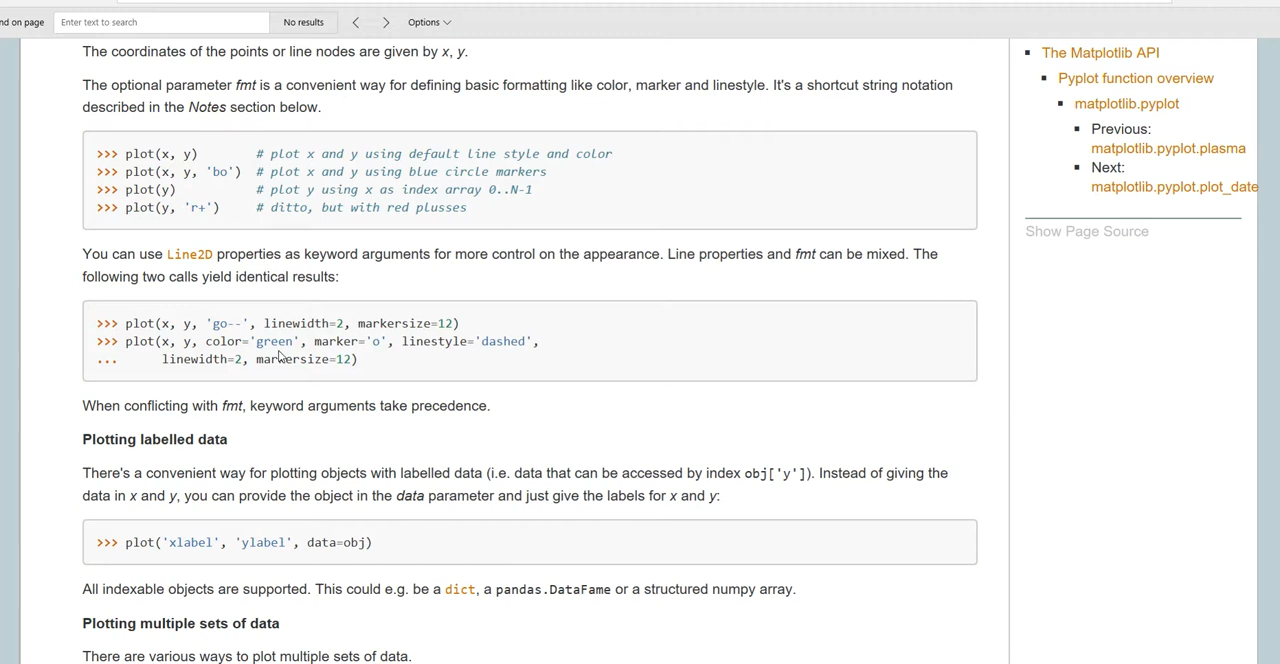 nd on page Enter text to search No results Options
The coordinates of the points or line nodes are given by x, y.
The optional parameter fmt is a convenient way for defining basic formatting like color, marker and linestyle. It's a shortcut string notation
described in the Notes section below.
>>> plot(x, y)        # plot x and y using default line style and color
>>> plot(x, y, 'bo')  # plot x and y using blue circle markers
>>> plot(y)           # plot y using x as index array 0..N-1
>>> plot(y, 'r+')     # ditto, but with red plusses
You can use Line2D properties as keyword arguments for more control on the appearance. Line properties and fmt can be mixed. The
following two calls yield identical results:
>>> plot(x, y, 'go--', linewidth=2, markersize=12)
>>> plot(x, y, color='green', marker='o', linestyle='dashed',
...      linewidth=2, markersize=12)
When conflicting with fmt, keyword arguments take precedence.
Plotting labelled data
There's a convenient way for plotting objects with labelled data (i.e. data that can be accessed by index obj['y']). Instead of giving the
data in x and y, you can provide the object in the data parameter and just give the labels for x and y:
>>> plot('xlabel', 'ylabel', data=obj)
All indexable objects are supported. This could e.g. be a dict, a pandas.DataFame or a structured numpy array.
Plotting multiple sets of data
There are various ways to plot multiple sets of data.
The Matplotlib API
Pyplot function overview
matplotlib.pyplot
Previous:
matplotlib.pyplot.plasma
Next:
matplotlib.pyplot.plot_date
Show Page Source